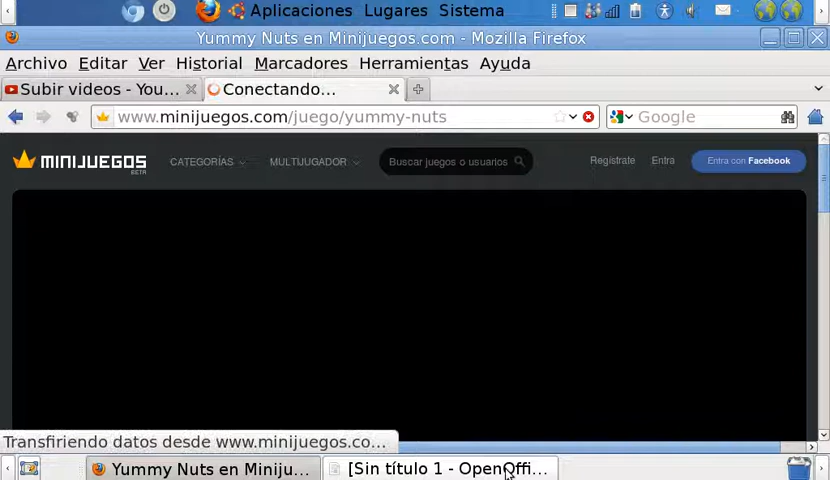 Aplicaciones Lugares Sistema
Yummy Nuts en Minijuegos.com - Mozilla Firefox
Archivo Editar Ver Historial Marcadores Herramientas Ayuda
Subir videos - You... Conectando...
www.minijuegos.com/juego/yummy-nuts Google
MINIJUEGOS BETA CATEGORÍAS MULTIJUGADOR Buscar juegos o usuarios Regístrate Entra Entra con Facebook
Transfiriendo datos desde www.minijuegos.co...
Yummy Nuts en Miniju... [Sin título 1 - OpenOffi...